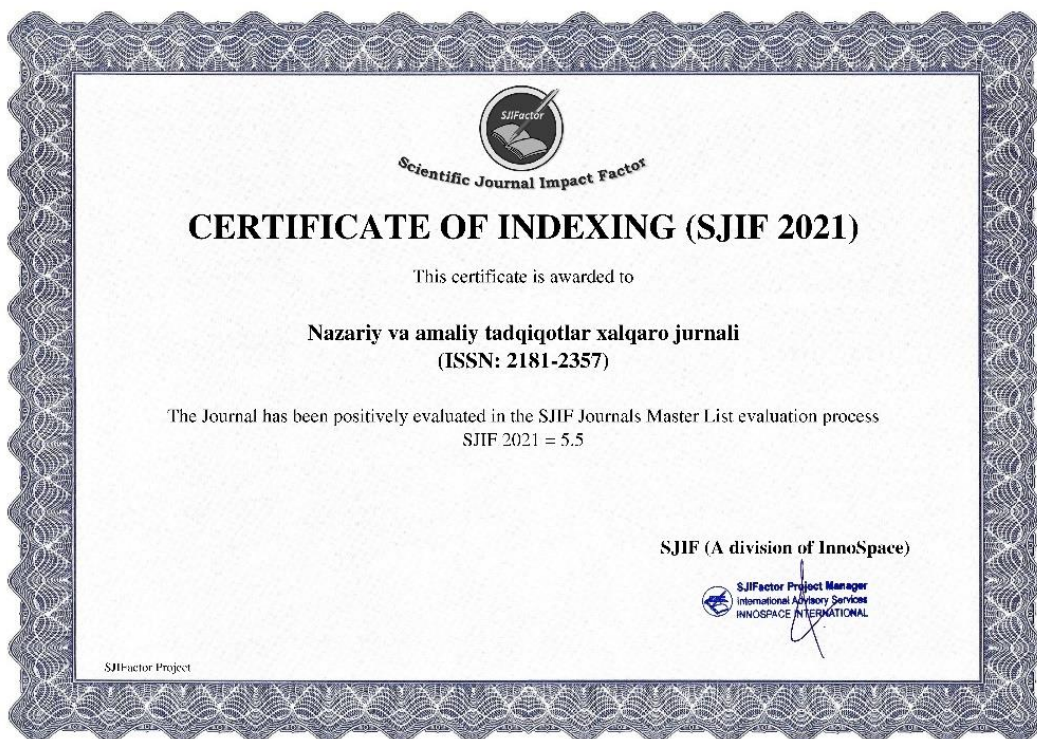 SJIFactor
Scientific Journal Impact Factor
CERTIFICATE OF INDEXING (SJIF 2021)
This certificate is awarded to
Nazariy va amaliy tadqiqotlar xalqaro jurnali
(ISSN: 2181-2357)
The Journal has been positively evaluated in the SJIF Journals Master List evaluation process
SJIF 2021 = 5.5
SJIF (A division of InnoSpace)
SJIFactor Project Manager
International Advisory Services
INNOSPACE INTERNATIONAL
SJIFactor Project